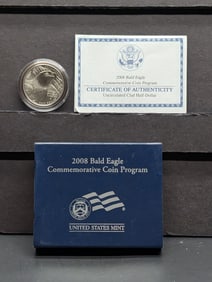 2008 Bald Eagle
Commemorative Coin Program
CERTIFICATE OF AUTHENTICITY
Uncirculated Clad Half-Dollar
2008 Bald Eagle
Commemorative Coin Program
UNITED STATES MINT